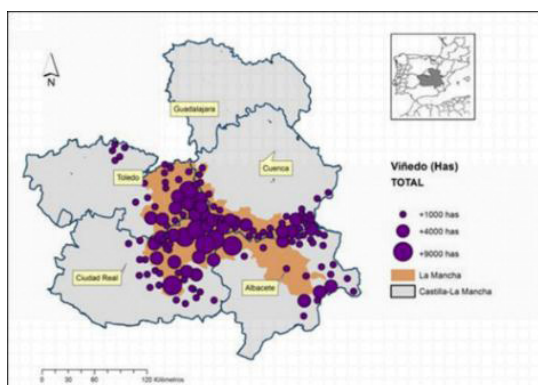 N
Guadalajara
Toledo
Cuenca
Ciudad Real
Albacete
Viñedo (Has)
TOTAL
+1000 has
+4000 has
+9000 has
La Mancha
Castilla-La Mancha
0 30 60 120 Kilómetros